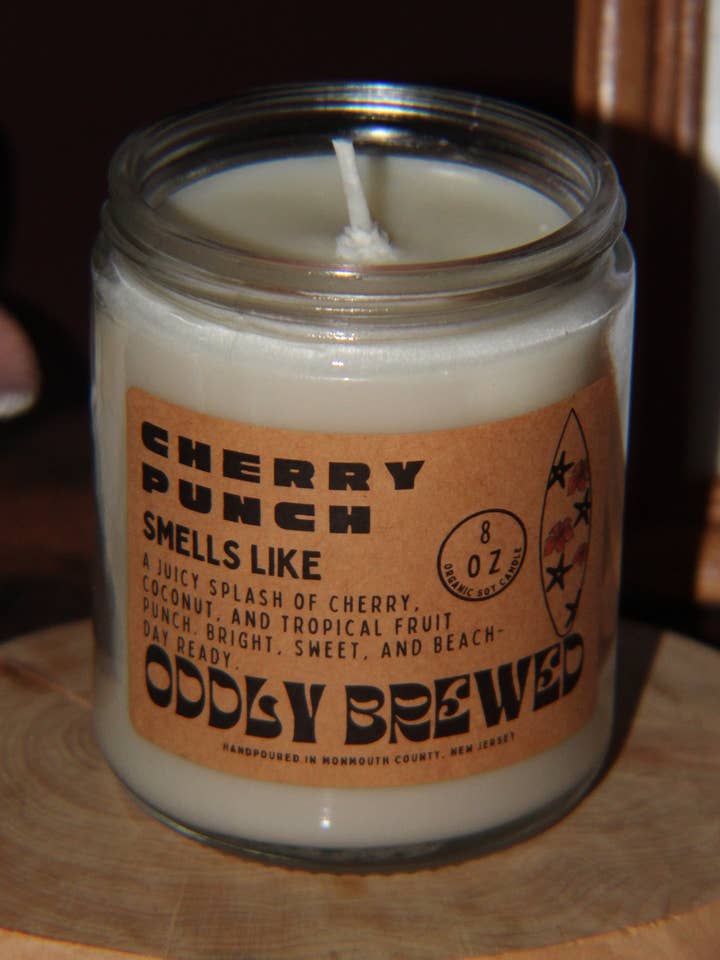 CHERRY
PUNCH
SMELLS LIKE
A JUICY SPLASH OF CHERRY,
COCONUT, AND TROPICAL FRUIT
PUNCH. BRIGHT, SWEET, AND BEACH-
DAY READY.
8
OZ
ORGANIC SOY CANDLE
ODDLY BREWED
HANDPOURED IN MONMOUTH COUNTY, NEW JERSEY